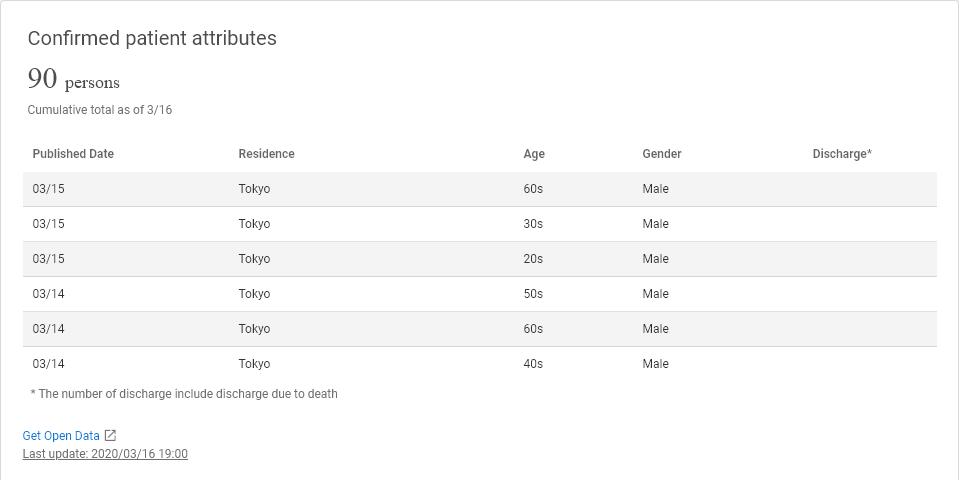 Confirmed patient attributes
90 persons
Cumulative total as of 3/16
Published Date Residence Age Gender Discharge*
03/15 Tokyo 60s Male
03/15 Tokyo 30s Male
03/15 Tokyo 20s Male
03/14 Tokyo 50s Male
03/14 Tokyo 60s Male
03/14 Tokyo 40s Male
* The number of discharge include discharge due to death
Get Open Data
Last update: 2020/03/16 19:00